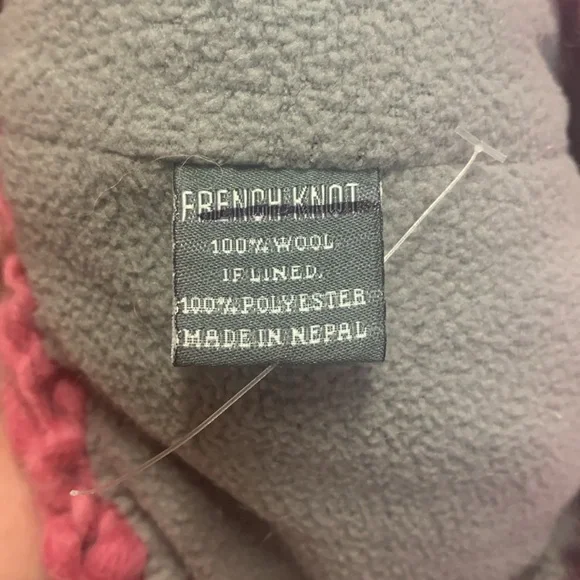 FRENCH KNOT
100% WOOL
IF LINED,
100% POLYESTER
MADE IN NEPAL